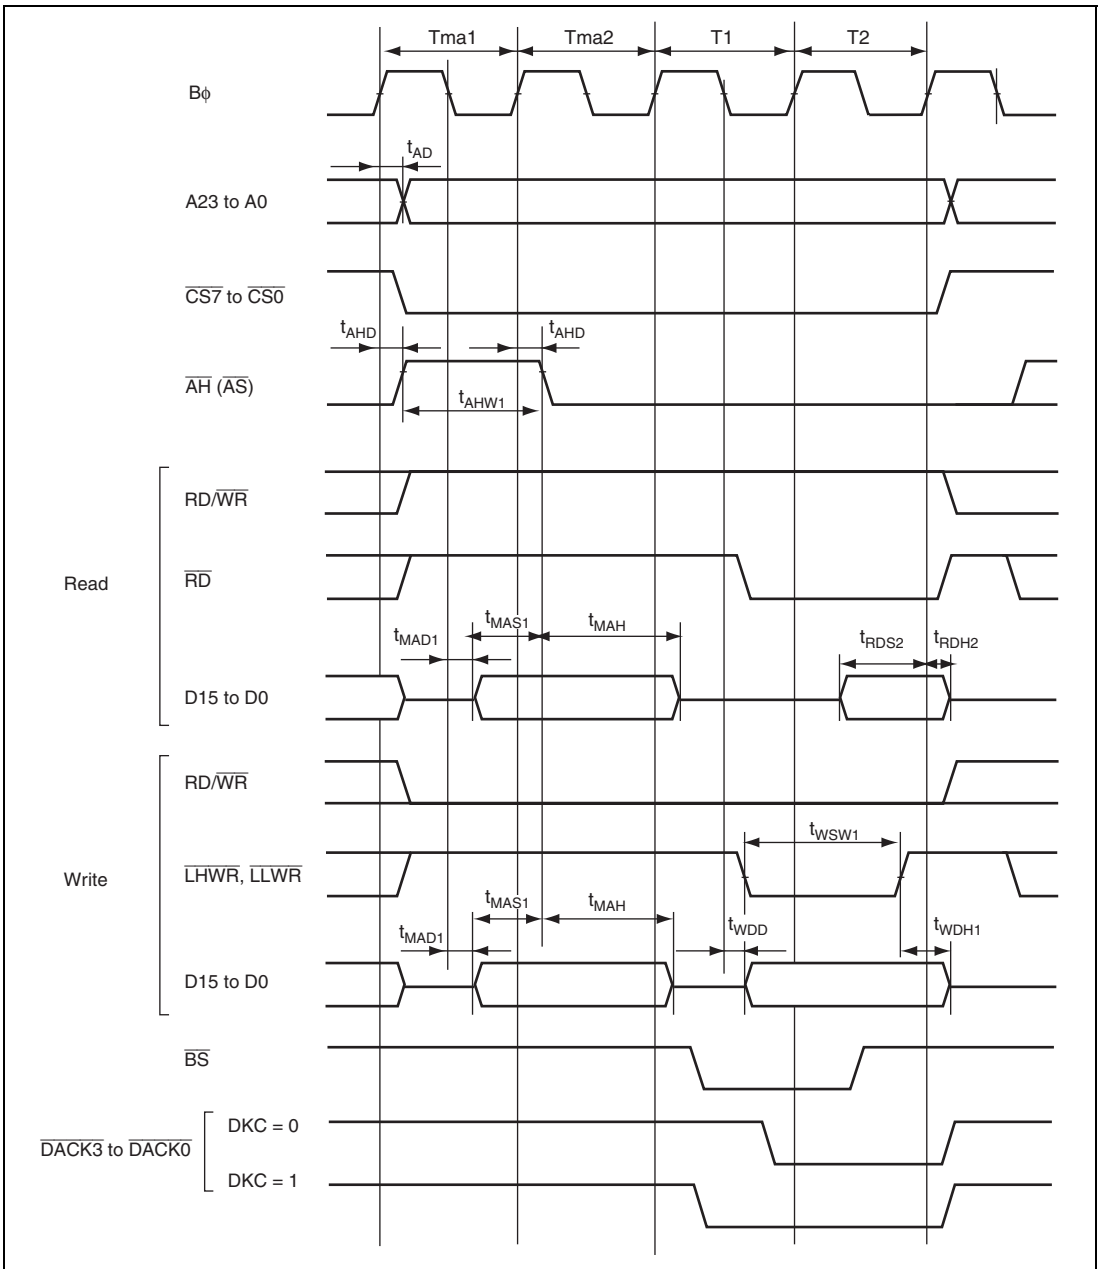 Tma1 Tma2 T1 T2
Bϕ
tAD
A23 to A0
CS7 to CS0
tAHD tAHD
AH (AS)
tAHW1
RD/WR
Read
RD
tMAD1 tMAS1 tMAH tRDS2 tRDH2
D15 to D0
RD/WR
tWSW1
Write
LHWR, LLWR
tMAD1 tMAS1 tMAH tWDD tWDH1
D15 to D0
BS
DACK3 to DACK0
DKC = 0
DKC = 1